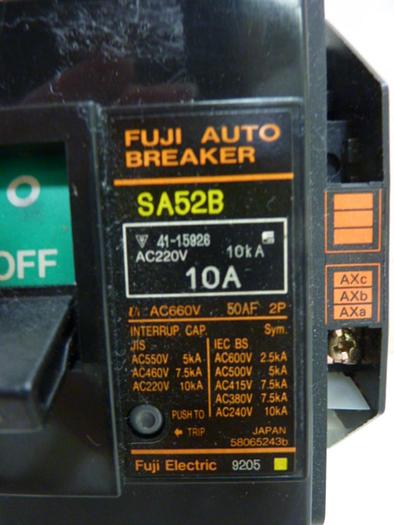 FUJI AUTO
BREAKER
SA52B
41-15926
AC220V 10kA
10A
Ui AC660V 50AF 2P
INTERRUP. CAP. Sym.
JIS
AC550V 5kA
AC460V 7.5kA
AC220V 10kA
IEC BS
AC600V 2.5kA
AC500V 5kA
AC415V 7.5kA
AC380V 7.5kA
AC240V 10kA
PUSH TO
TRIP
JAPAN
58065243b
Fuji Electric 9205
OFF
AXc
AXb
AXa